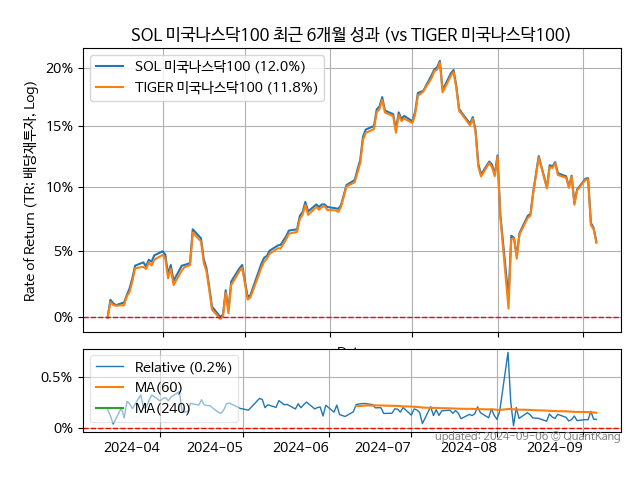 SOL 미국나스닥100 최근 6개월 성과 (vs TIGER 미국나스닥100)
Rate of Return (TR: 배당재투자, Log)
20%
15%
10%
5%
0%
SOL 미국나스닥100 (12.0%)
TIGER 미국나스닥100 (11.8%)
0.5%
0%
Relative (0.2%)
MA(60)
MA(240)
updated: 2024-09-06 © QuantKang
2024-04
2024-05
2024-06
2024-07
2024-08
2024-09